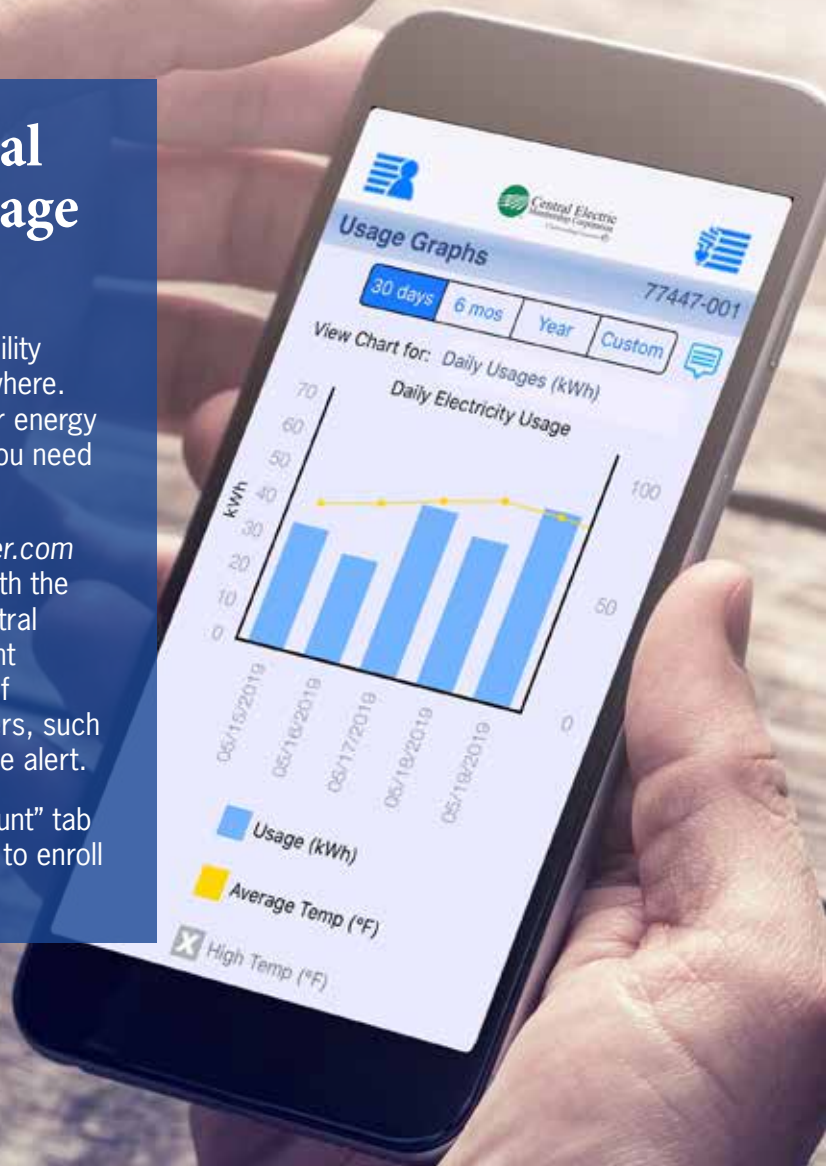 al
age
ility
where.
r energy
ou need
er.com
th the
tral
nt
f
rs, such
e alert.
unt” tab
to enroll
Central Electric
Membership Corporation
Usage Graphs
77447-001
30 days
6 mos
Year
Custom
View Chart for: Daily Usages (kWh)
Daily Electricity Usage
kWh
70
60
50
40
30
20
10
0
100
50
0
05/15/2019
05/16/2019
05/17/2019
05/18/2019
05/19/2019
Usage (kWh)
Average Temp (°F)
X High Temp (°F)